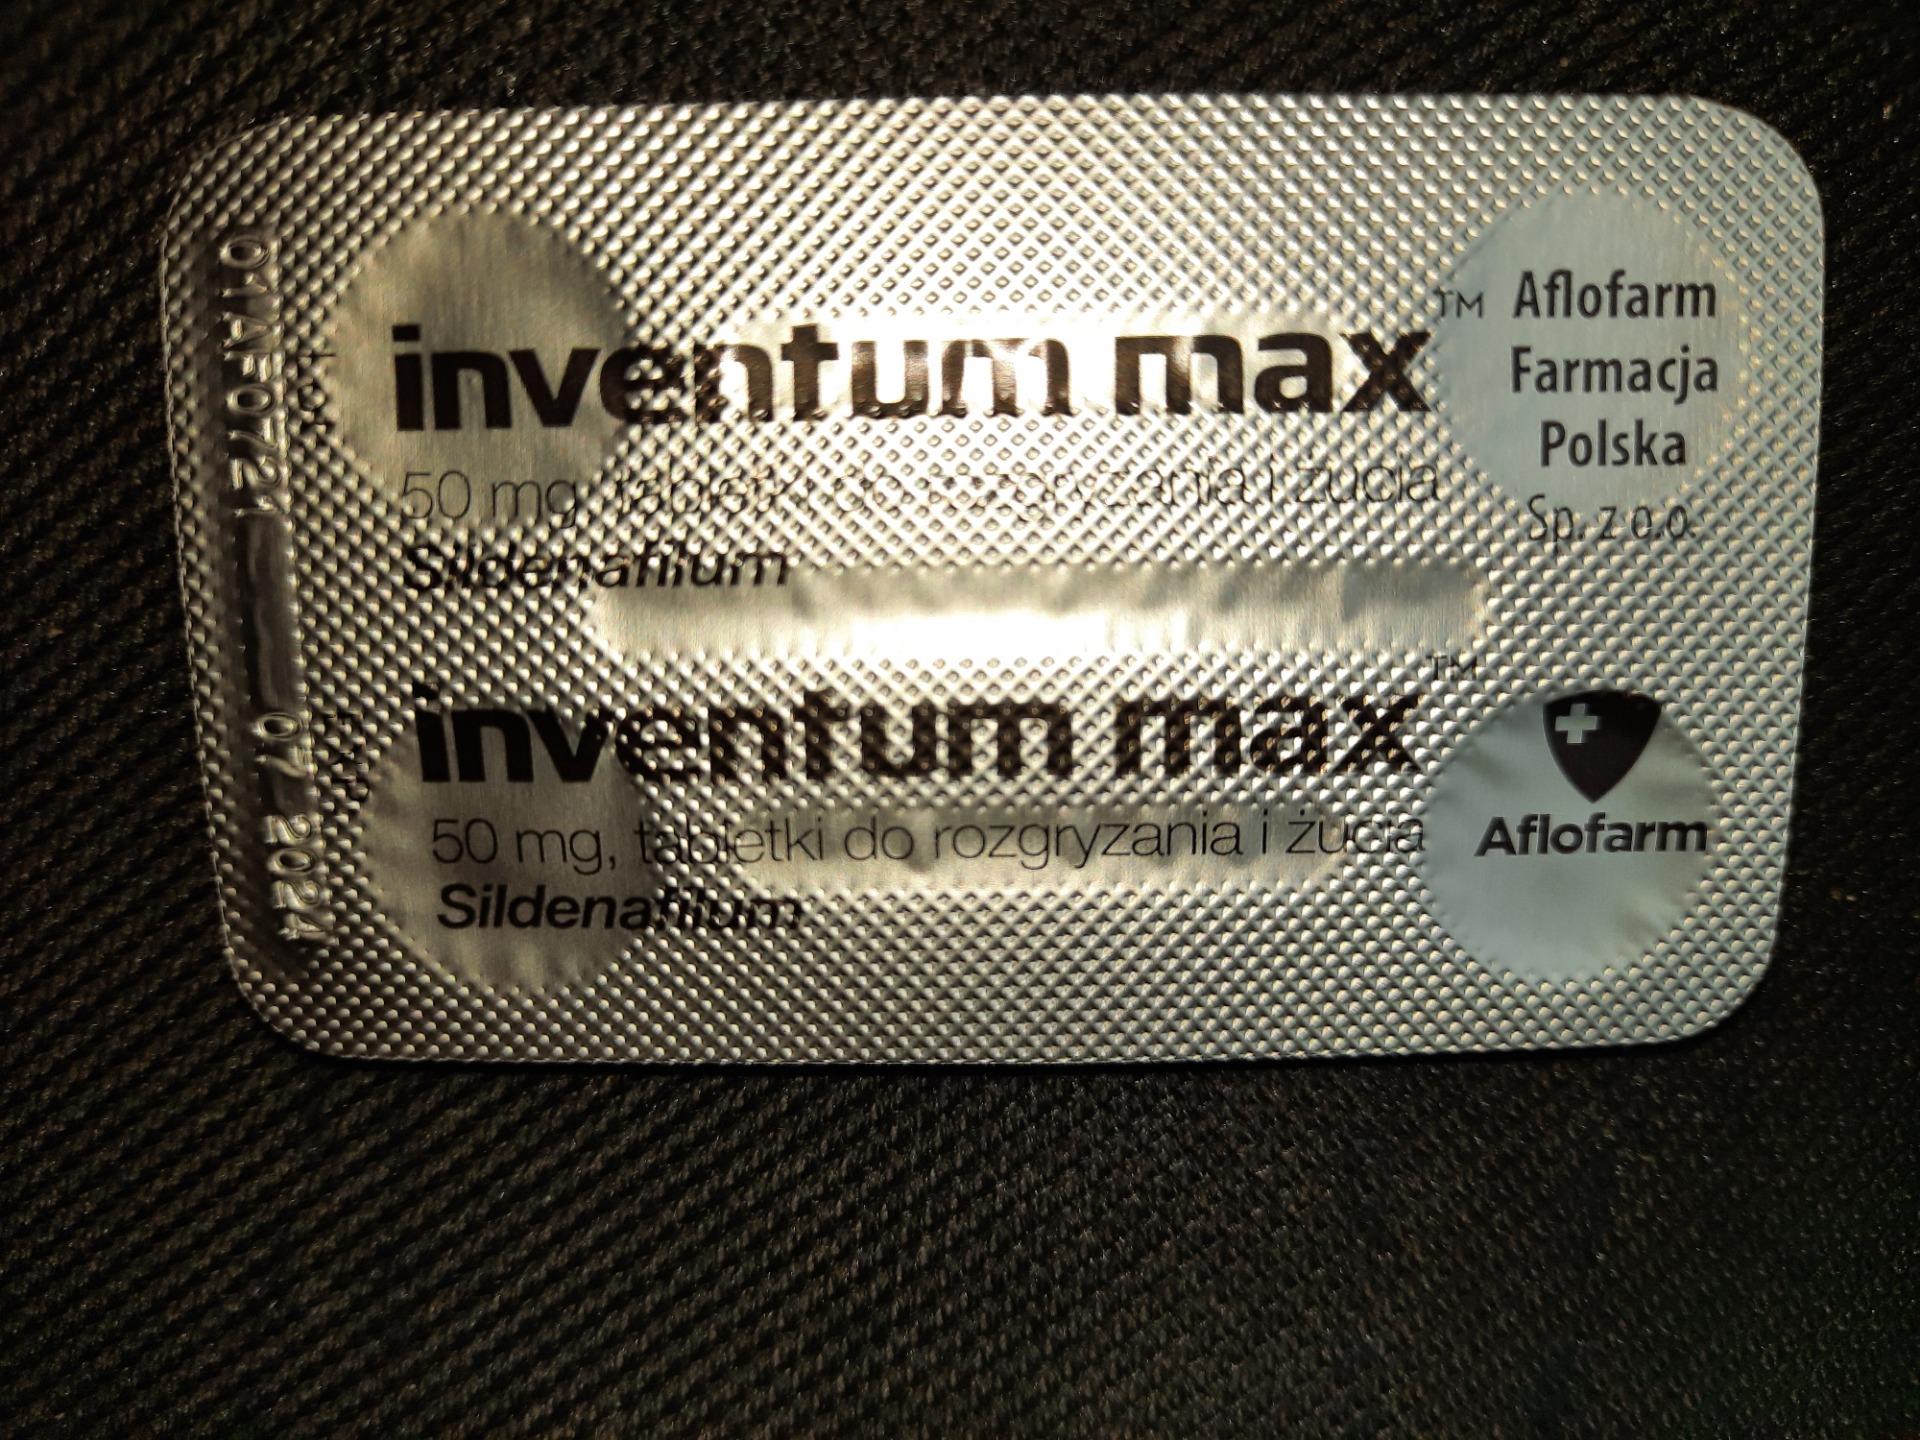 inventum max™
50 mg, tabletki do rozgryzania i żucia
Sildenafilum
Aflofarm
Farmacja
Polska
Sp. z o.o.
inventum max™
50 mg, tabletki do rozgryzania i żucia
Sildenafilum
Aflofarm
Lot
01AF0721
EXP
07 2024